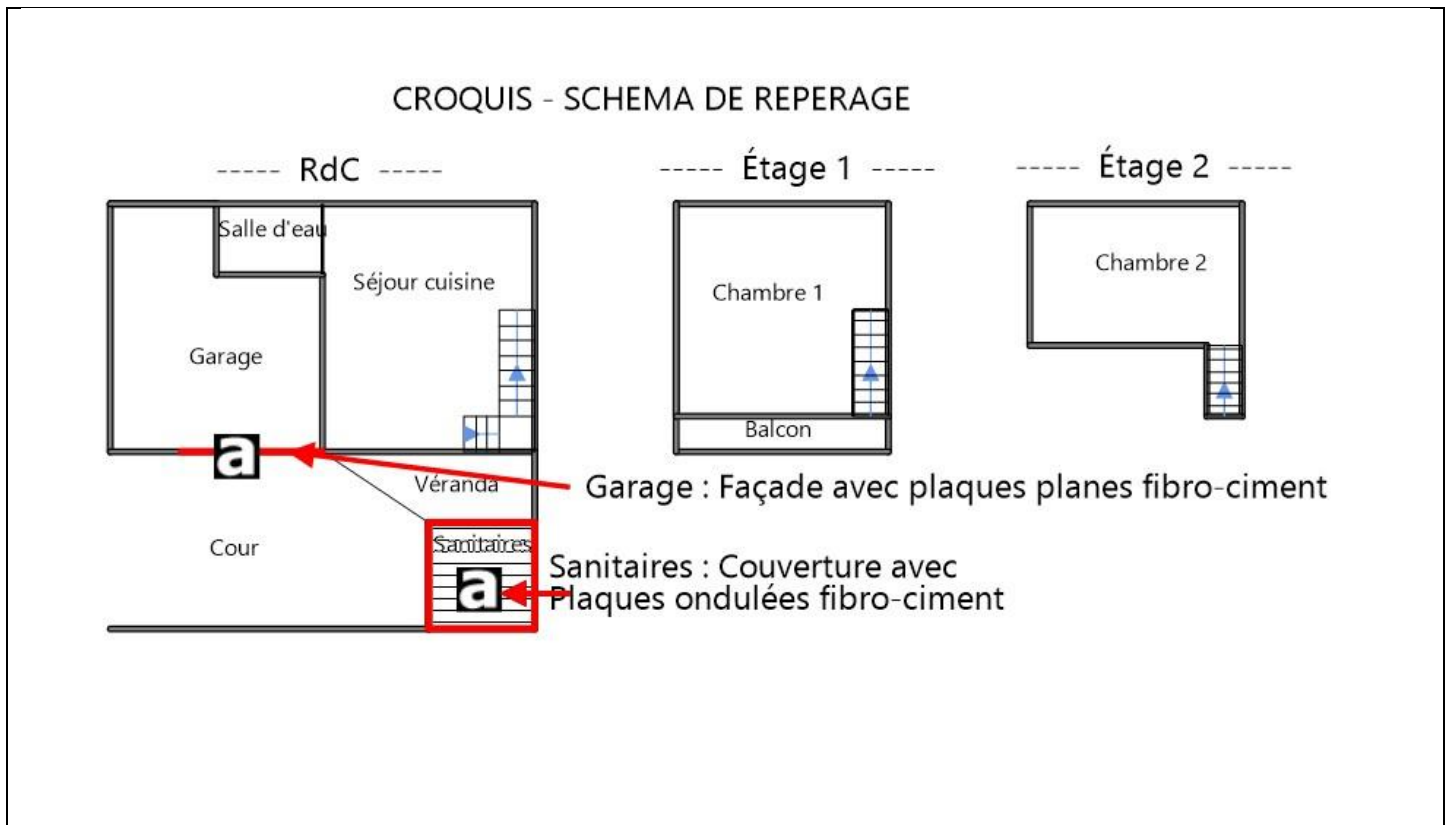 CROQUIS - SCHEMA DE REPERAGE
----- RdC -----
----- Étage 1 -----
----- Étage 2 -----
Salle d'eau
Séjour cuisine
Garage
Chambre 1
Chambre 2
Balcon
a
Véranda
Garage : Façade avec plaques planes fibro-ciment
Cour
Sanitaires
a
Sanitaires : Couverture avec
Plaques ondulées fibro-ciment